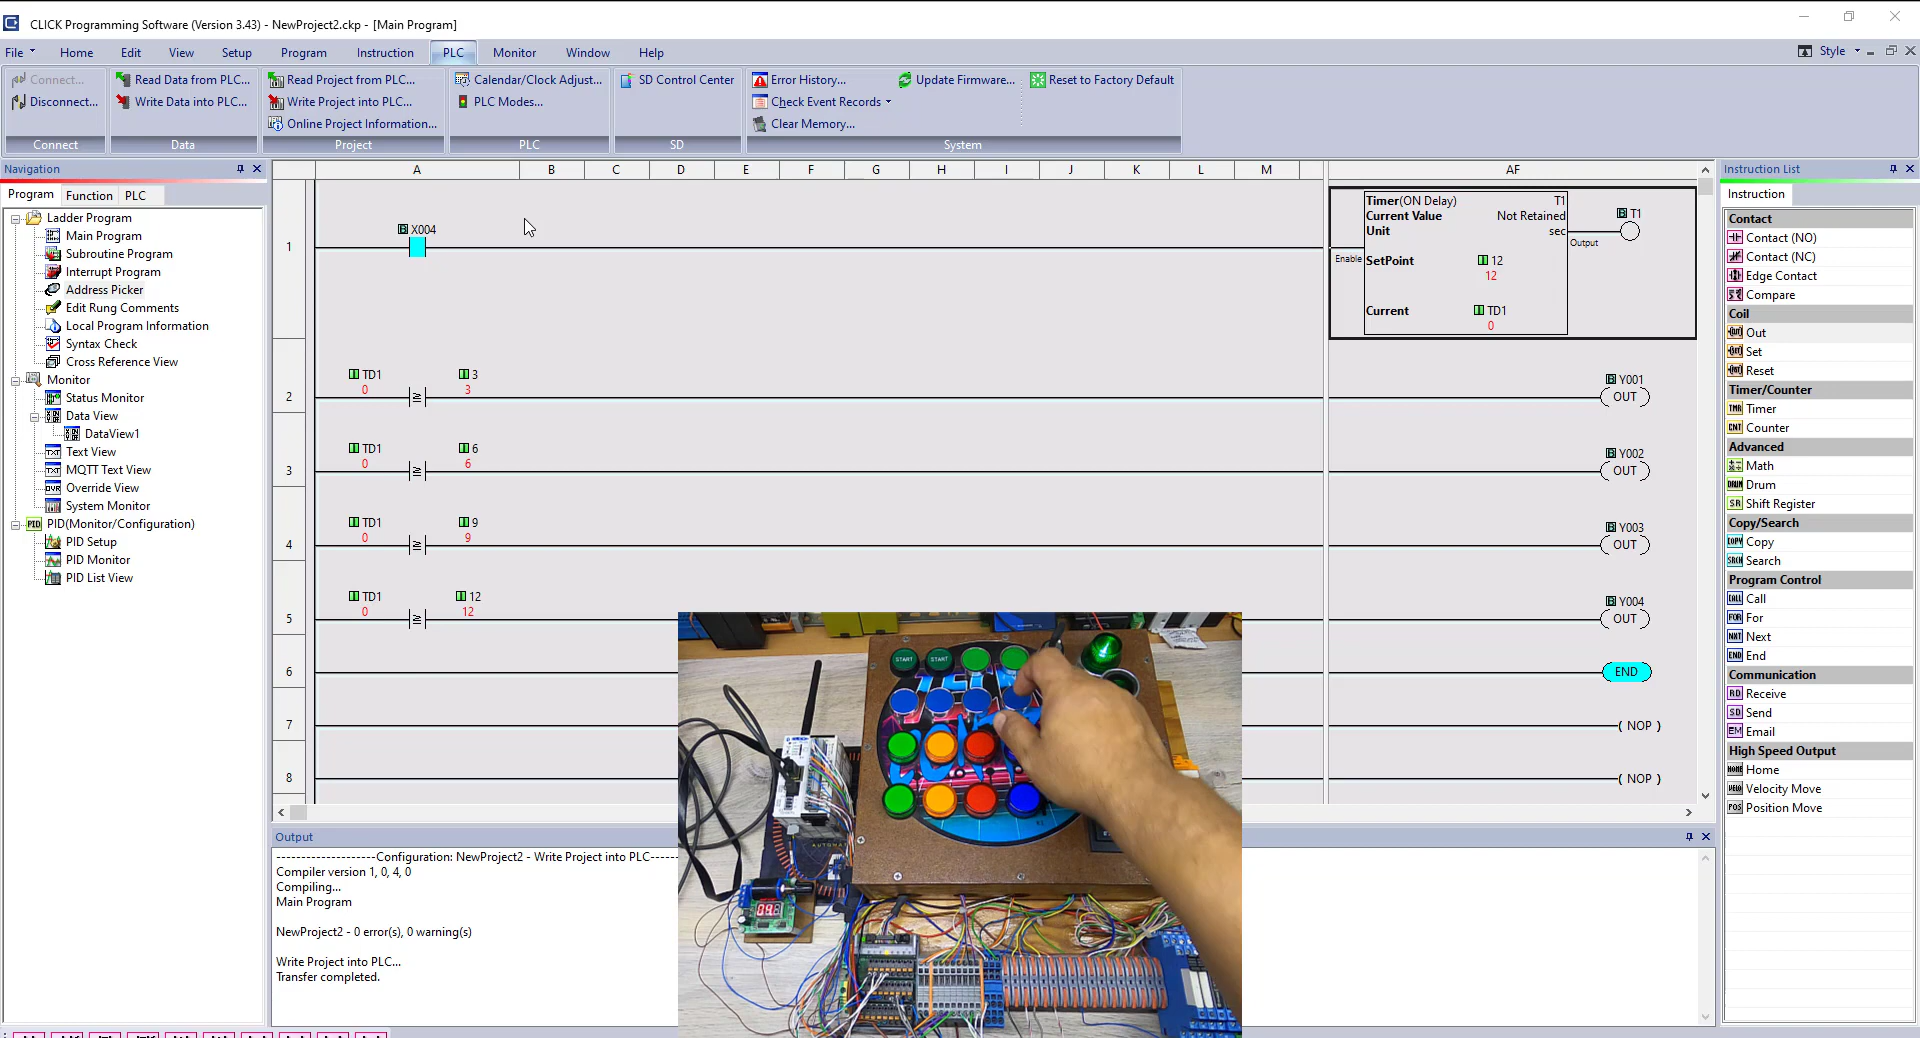 CLICK Programming Software (Version 3.43) - NewProject2.ckp - [Main Program]
File Home Edit View Setup Program Instruction PLC Monitor Window Help Style
Connect... Read Data from PLC... Read Project from PLC... Calendar/Clock Adjust... SD Control Center Error History... Update Firmware... Reset to Factory Default
Disconnect... Write Data into PLC... Write Project into PLC... PLC Modes... Check Event Records
Online Project Information... Clear Memory...
Connect Data Project PLC SD System
Navigation
Program Function PLC
Ladder Program
Main Program
Subroutine Program
Interrupt Program
Address Picker
Edit Rung Comments
Local Program Information
Syntax Check
Cross Reference View
Monitor
Status Monitor
Data View
DataView1
Text View
MQTT Text View
Override View
System Monitor
PID(Monitor/Configuration)
PID Setup
PID Monitor
PID List View
A B C D E F G H I J K L M AF
1
X004
Timer(ON Delay) T1
Current Value Not Retained
Unit sec
Enable
SetPoint 12
12
Current TD1
0
T1
Output
2
TD1 3
0 3
Y001
OUT
3
TD1 6
0 6
Y002
OUT
4
TD1 9
0 9
Y003
OUT
5
TD1 12
0 12
Y004
OUT
6
END
7
( NOP )
8
( NOP )
Output
--------------------Configuration: NewProject2 - Write Project into PLC------
Compiler version 1, 0, 4, 0
Compiling...
Main Program
NewProject2 - 0 error(s), 0 warning(s)
Write Project into PLC...
Transfer completed.
START START
Instruction List
Instruction
Contact
Contact (NO)
Contact (NC)
Edge Contact
Compare
Coil
Out
Set
Reset
Timer/Counter
Timer
Counter
Advanced
Math
Drum
Shift Register
Copy/Search
Copy
Search
Program Control
Call
For
Next
End
Communication
Receive
Send
Email
High Speed Output
Home
Velocity Move
Position Move